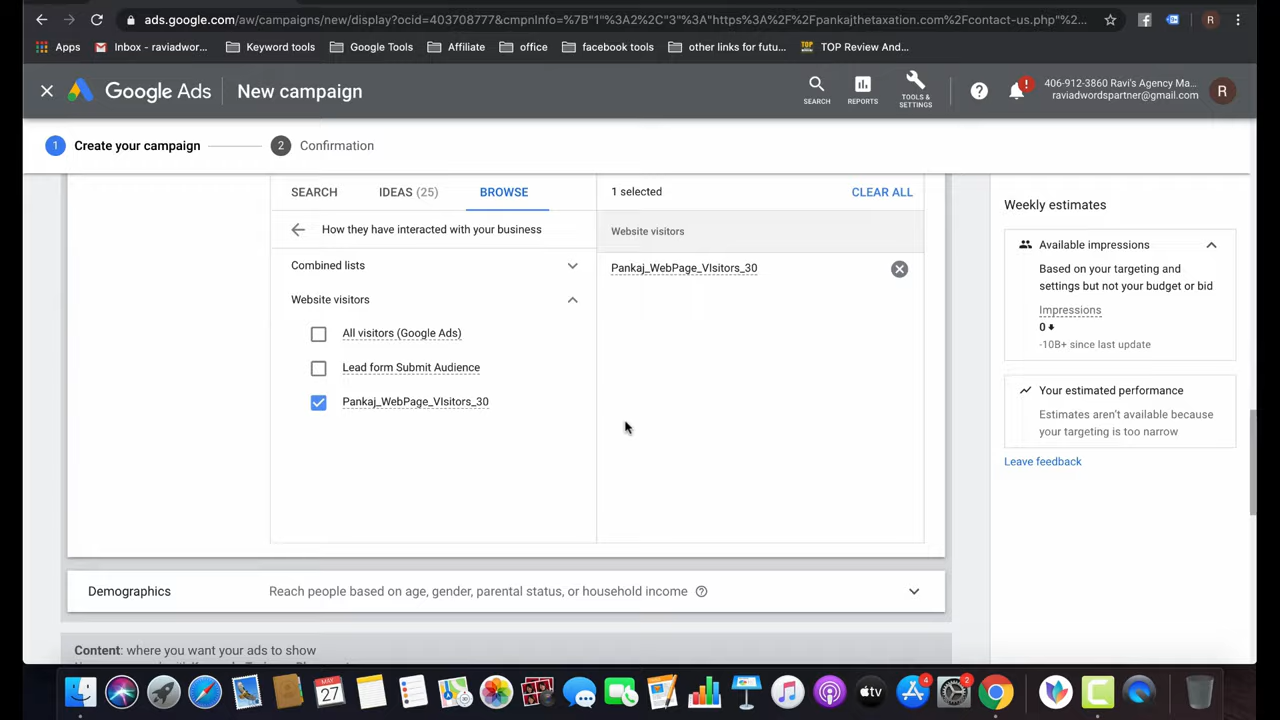 ads.google.com/aw/campaigns/new/display?ocid=403708777&cmpnInfo=%7B"1"%3A2%2C"3"%3A"https%3A%2F%2Fpankajthetaxation.com%2Fcontact-us.php"%2...
R
Apps
Inbox - raviadwor...
Keyword tools
Google Tools
Affiliate
office
facebook tools
other links for futu...
TOP Review And...
Google Ads
New campaign
SEARCH
REPORTS
TOOLS &
SETTINGS
406-912-3860 Ravi's Agency Ma...
raviadwordspartner@gmail.com
R
1 Create your campaign
2 Confirmation
SEARCH
IDEAS (25)
BROWSE
1 selected
CLEAR ALL
How they have interacted with your business
Website visitors
Combined lists
Pankaj_WebPage_VIsitors_30
Website visitors
All visitors (Google Ads)
Lead form Submit Audience
Pankaj_WebPage_VIsitors_30
Weekly estimates
Available impressions
Based on your targeting and
settings but not your budget or bid
Impressions
0
-10B+ since last update
Your estimated performance
Estimates aren't available because
your targeting is too narrow
Leave feedback
Demographics
Reach people based on age, gender, parental status, or household income
Content: where you want your ads to show
MAY
27
tv
4
2